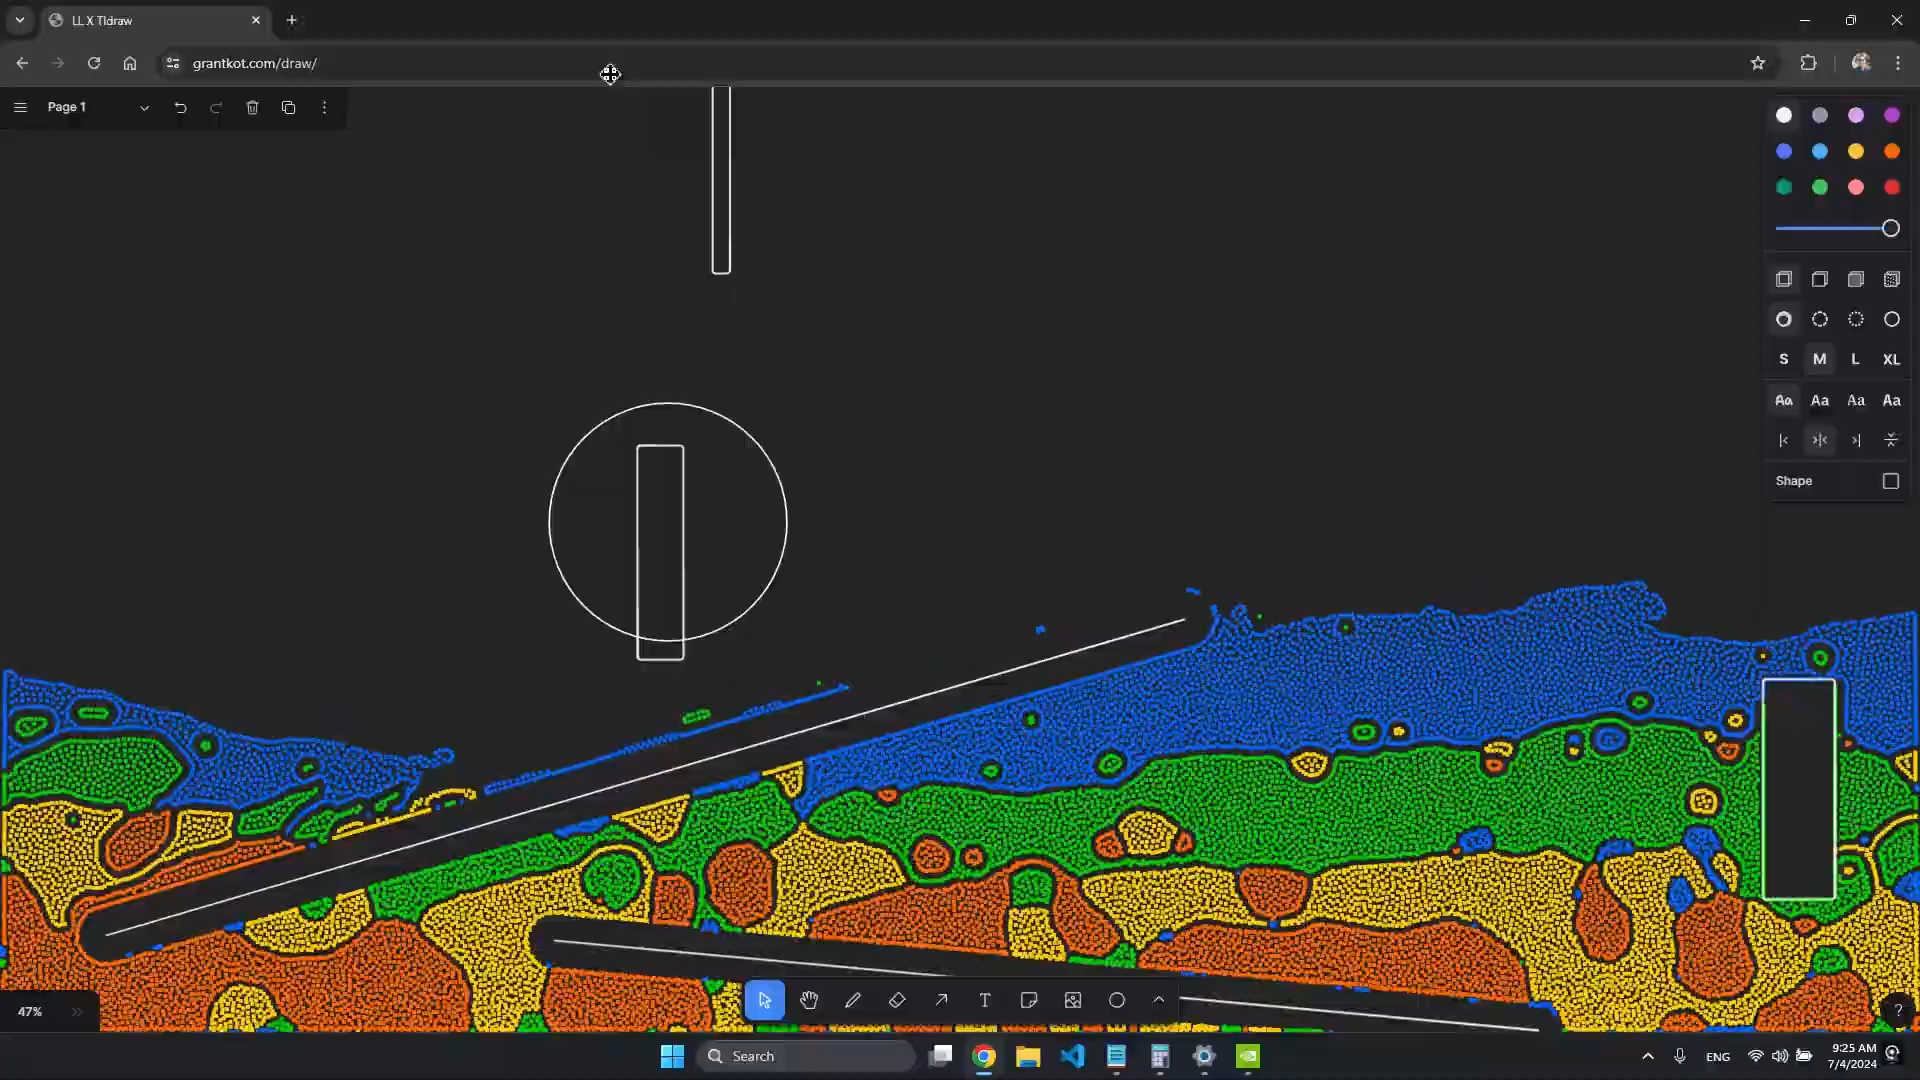 LL X Tldraw
grantkot.com/draw/
Page 1
S M L XL
Aa Aa Aa Aa
Shape
T
47%
?
Search
ENG
9:25 AM
7/4/2024